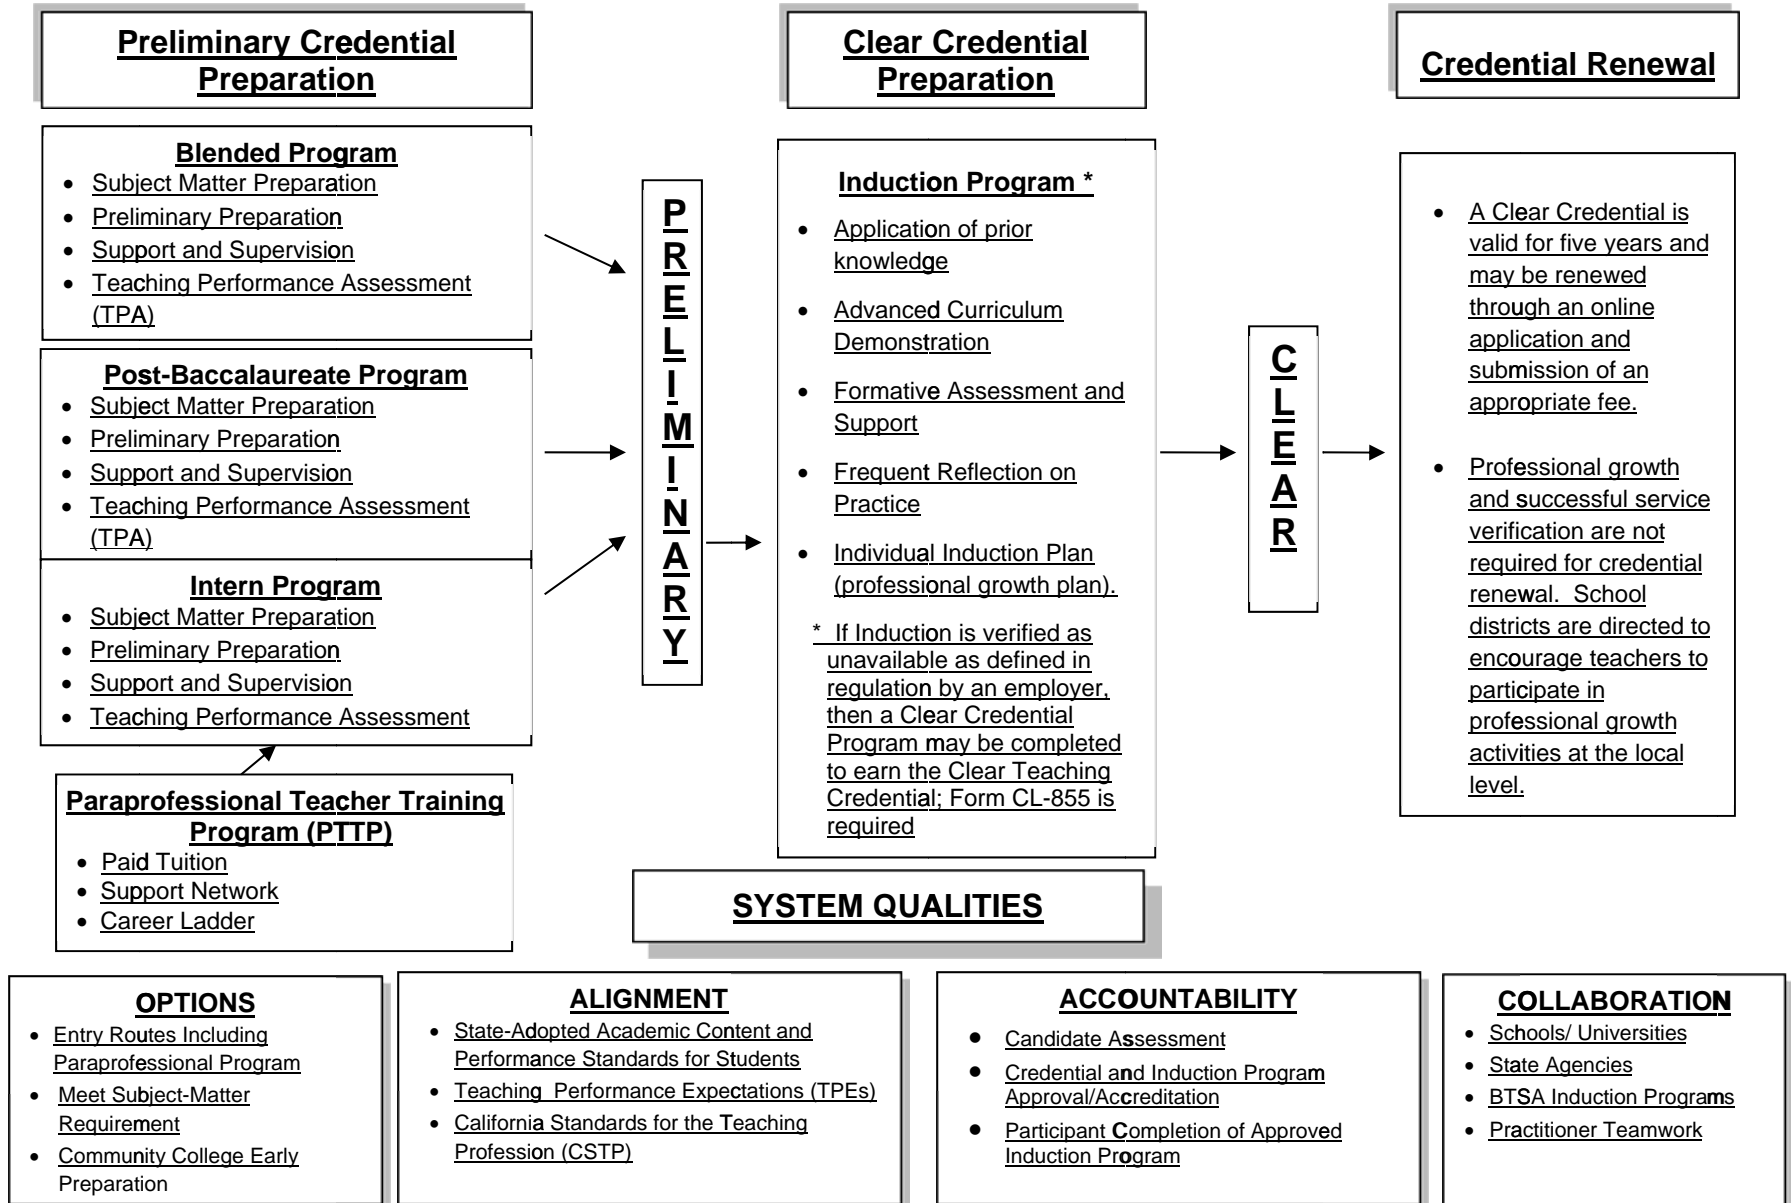 Preliminary Credential
Preparation
Blended Program
• Subject Matter Preparation
• Preliminary Preparation
• Support and Supervision
• Teaching Performance Assessment
(TPA)
Post-Baccalaureate Program
• Subject Matter Preparation
• Preliminary Preparation
• Support and Supervision
• Teaching Performance Assessment
(TPA)
Intern Program
• Subject Matter Preparation
• Preliminary Preparation
• Support and Supervision
• Teaching Performance Assessment
Paraprofessional Teacher Training
Program (PTTP)
• Paid Tuition
• Support Network
• Career Ladder
P
R
E
L
I
M
I
N
A
R
Y
Clear Credential
Preparation
Induction Program *
• Application of prior
knowledge
• Advanced Curriculum
Demonstration
• Formative Assessment and
Support
• Frequent Reflection on
Practice
• Individual Induction Plan
(professional growth plan).
* If Induction is verified as
unavailable as defined in
regulation by an employer,
then a Clear Credential
Program may be completed
to earn the Clear Teaching
Credential; Form CL-855 is
required
C
L
E
A
R
Credential Renewal
• A Clear Credential is
valid for five years and
may be renewed
through an online
application and
submission of an
appropriate fee.
• Professional growth
and successful service
verification are not
required for credential
renewal. School
districts are directed to
encourage teachers to
participate in
professional growth
activities at the local
level.
SYSTEM QUALITIES
OPTIONS
• Entry Routes Including
Paraprofessional Program
• Meet Subject-Matter
Requirement
• Community College Early
Preparation
ALIGNMENT
• State-Adopted Academic Content and
Performance Standards for Students
• Teaching Performance Expectations (TPEs)
• California Standards for the Teaching
Profession (CSTP)
ACCOUNTABILITY
• Candidate Assessment
• Credential and Induction Program
Approval/Accreditation
• Participant Completion of Approved
Induction Program
COLLABORATION
• Schools/ Universities
• State Agencies
• BTSA Induction Programs
• Practitioner Teamwork